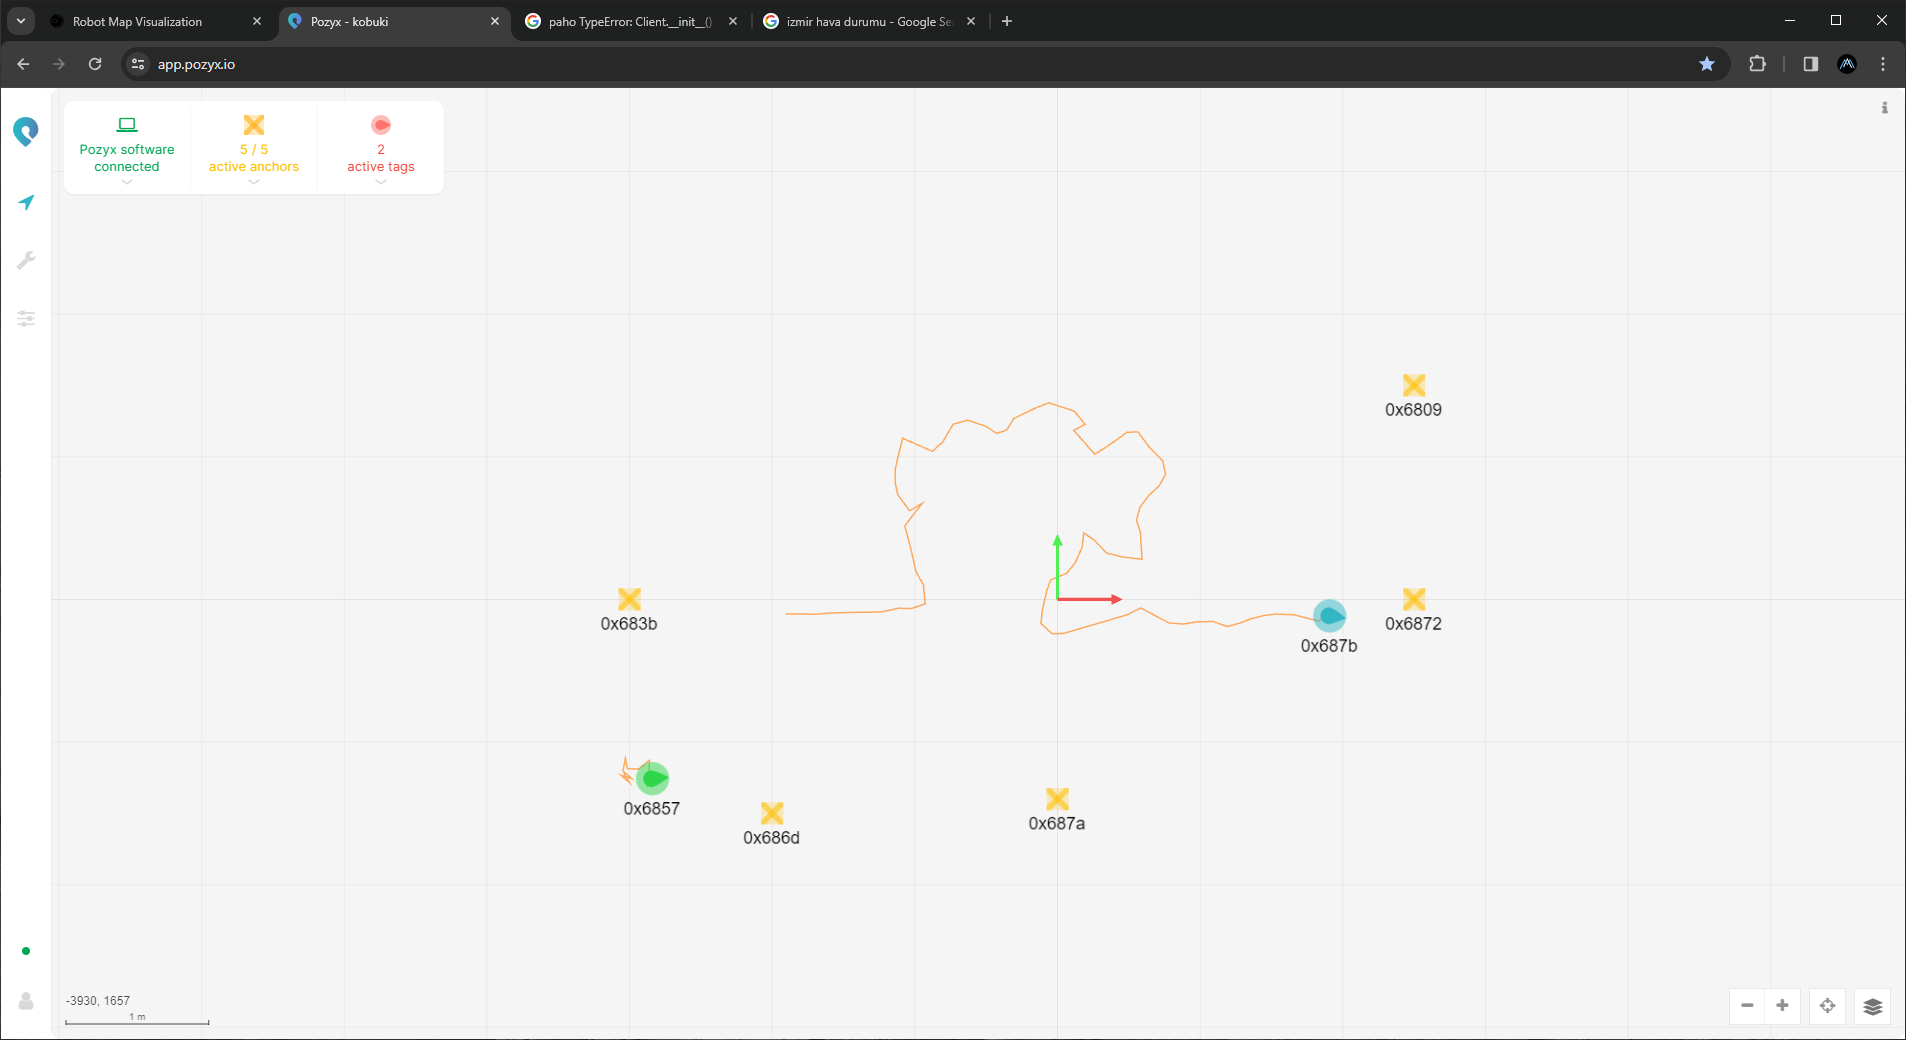 Robot Map Visualization
Pozyx - kobuki
paho TypeError: Client.__init__()
izmir hava durumu - Google Se
app.pozyx.io
Pozyx software
connected
5 / 5
active anchors
2
active tags
0x6809
0x683b
0x6872
0x687b
0x6857
0x686d
0x687a
-3930, 1657
1 m